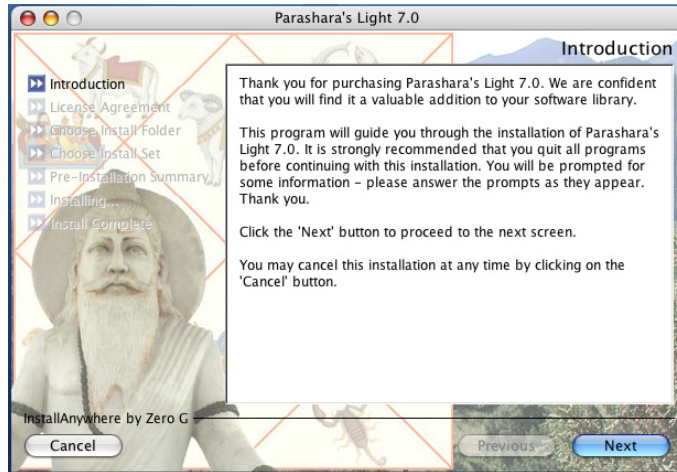 Parashara's Light 7.0
Introduction
Introduction
License Agreement
Choose Install Folder
Choose Install Set
Pre-Installation Summary
Installing...
Install Complete
Thank you for purchasing Parashara's Light 7.0. We are confident
that you will find it a valuable addition to your software library.
This program will guide you through the installation of Parashara's
Light 7.0. It is strongly recommended that you quit all programs
before continuing with this installation. You will be prompted for
some information - please answer the prompts as they appear.
Thank you.
Click the 'Next' button to proceed to the next screen.
You may cancel this installation at any time by clicking on the
'Cancel' button.
InstallAnywhere by Zero G
Cancel
Previous
Next